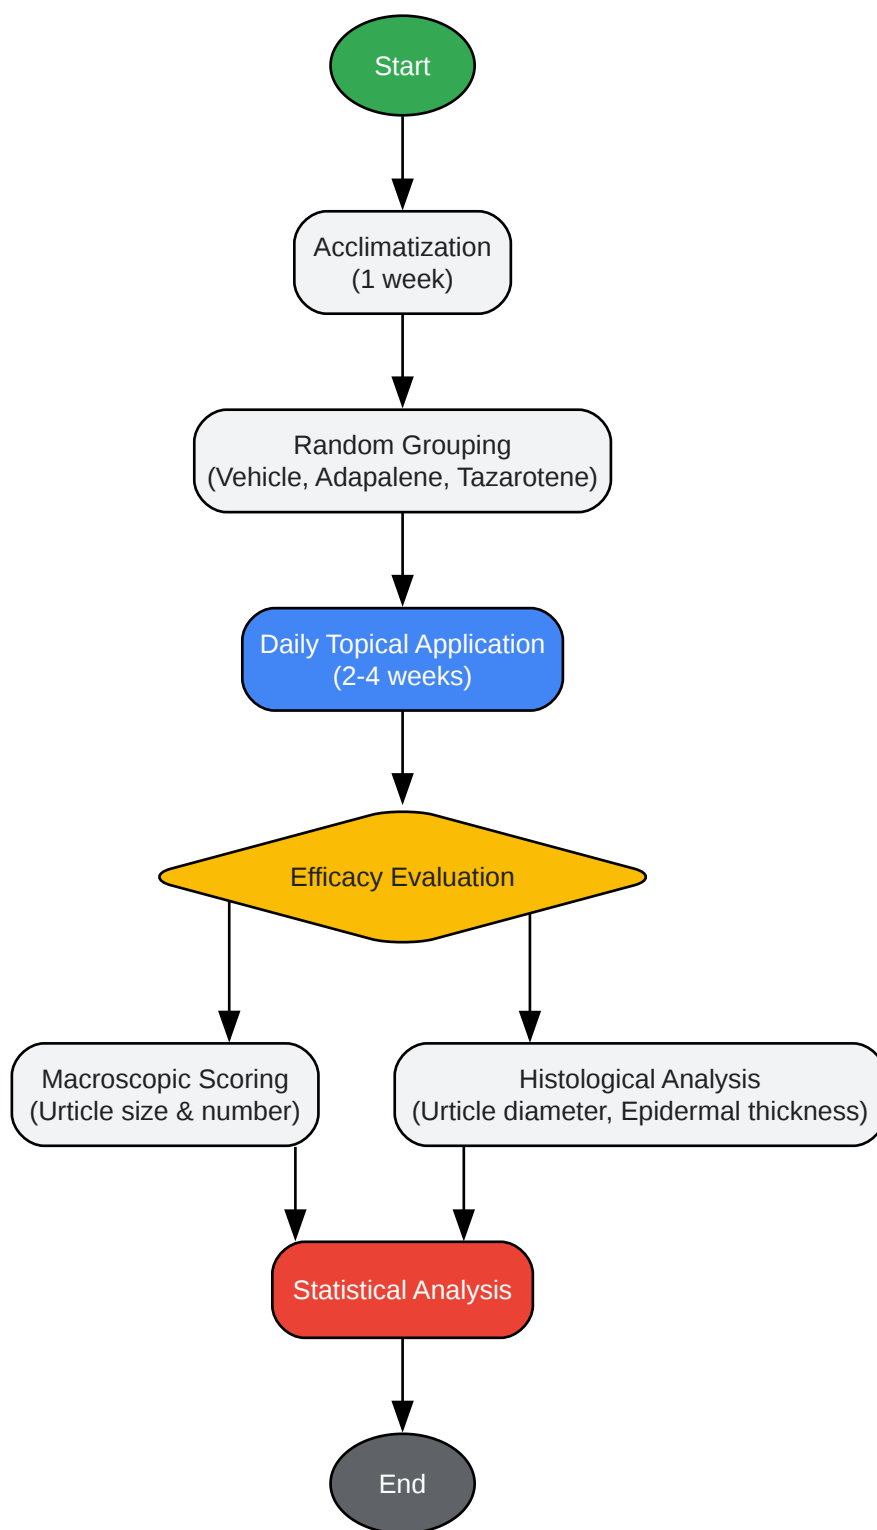 Start
Acclimatization
(1 week)
Random Grouping
(Vehicle, Adapalene, Tazarotene)
Daily Topical Application
(2-4 weeks)
Efficacy Evaluation
Macroscopic Scoring
(Urticle size & number)
Histological Analysis
(Urticle diameter, Epidermal thickness)
Statistical Analysis
End